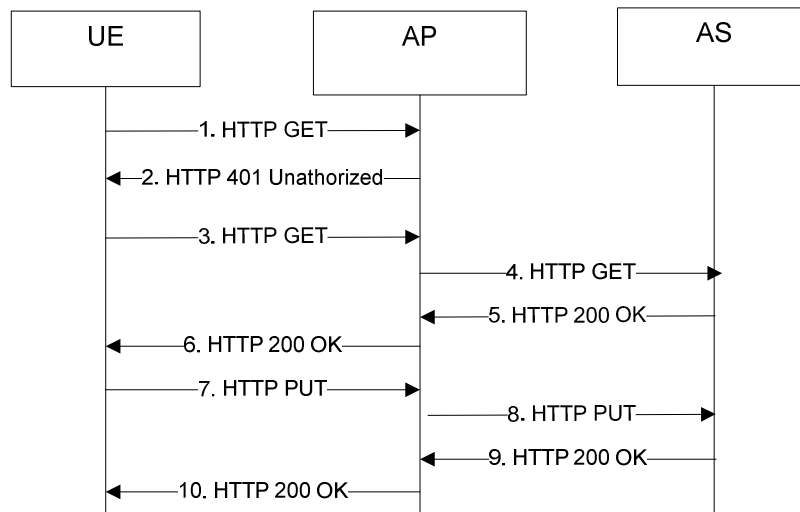 UE
AP
AS
1. HTTP GET
2. HTTP 401 Unathorized
3. HTTP GET
4. HTTP GET
5. HTTP 200 OK
6. HTTP 200 OK
7. HTTP PUT
8. HTTP PUT
9. HTTP 200 OK
10. HTTP 200 OK